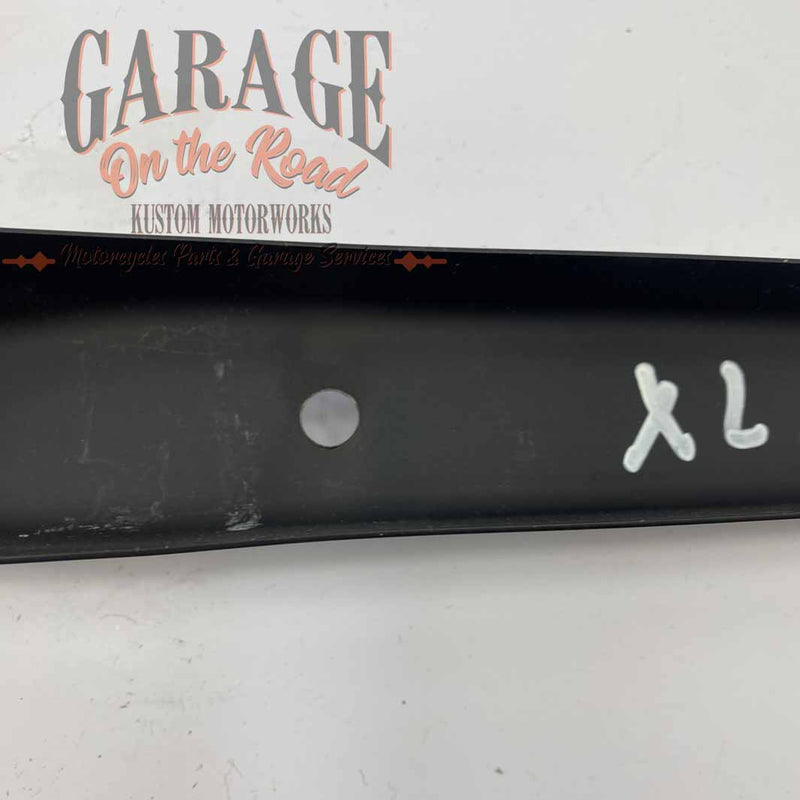 GARAGE
On the Road
KUSTOM MOTORWORKS
Motorcycles Parts & Garage Services
XL